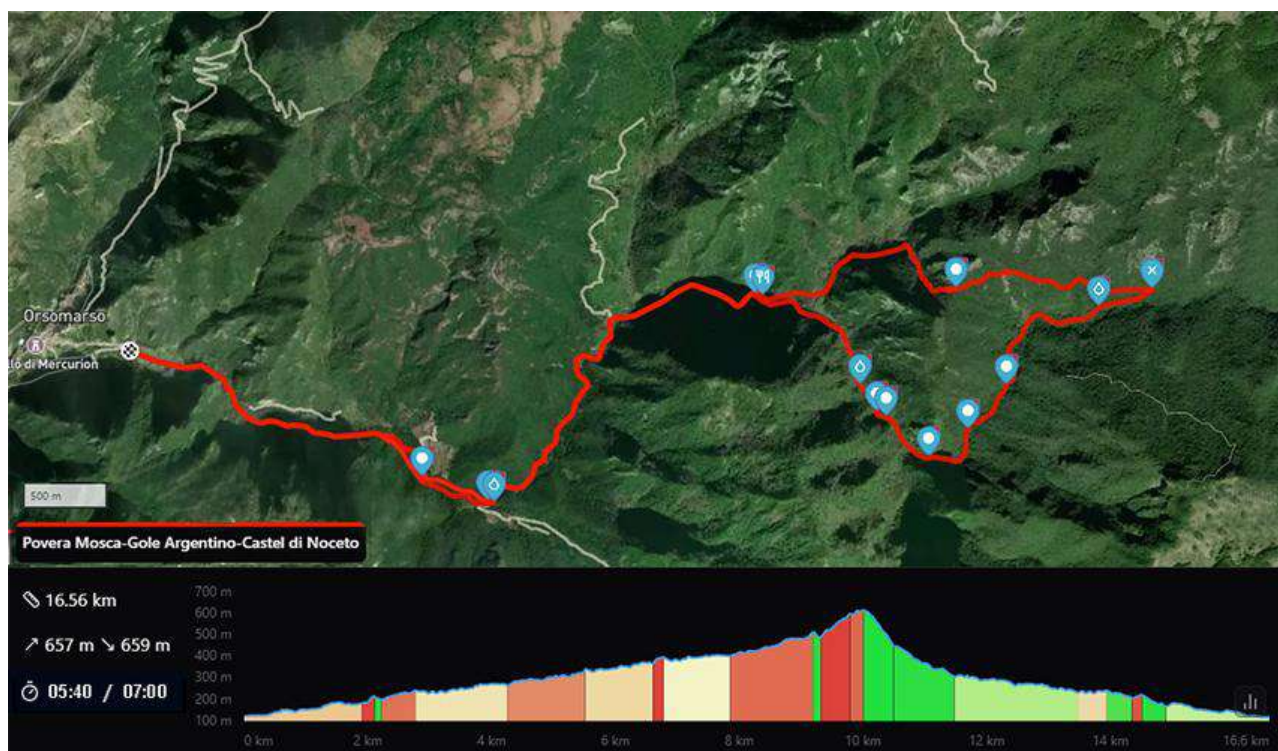 Orsomarso
llo di Mercurion
500 m
Povera Mosca-Gole Argentino-Castel di Noceto
16.56 km
↗ 657 m ↘ 659 m
05:40 / 07:00
700 m
600 m
500 m
400 m
300 m
200 m
100 m
0 km 2 km 4 km 6 km 8 km 10 km 12 km 14 km 16.6 km